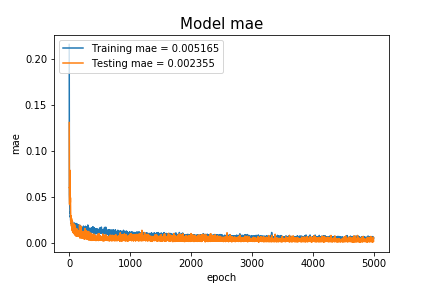 Model mae
Training mae = 0.005165
Testing mae = 0.002355
0.20
0.15
0.10
0.05
0.00
mae
0 1000 2000 3000 4000 5000
epoch